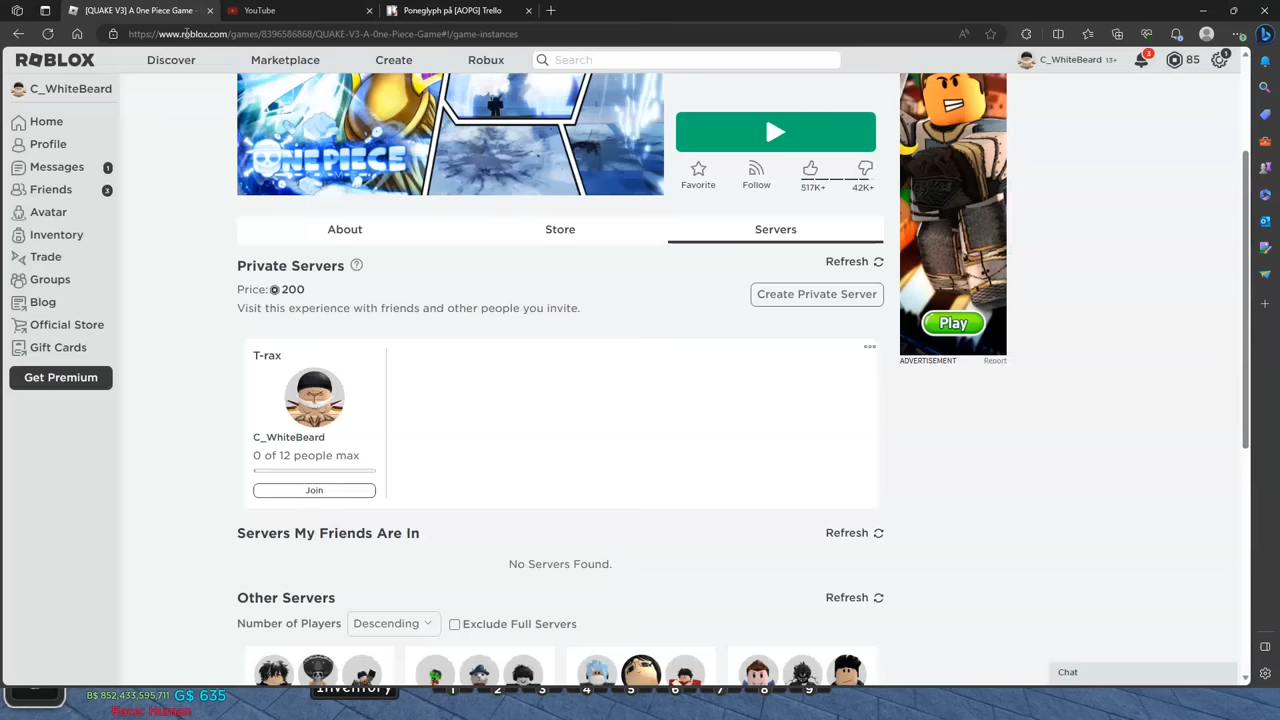 [QUAKE V3] A 0ne Piece Game -
YouTube
Poneglyph på [AOPG] Trello
https://www.roblox.com/games/8396586868/QUAKE-V3-A-0ne-Piece-Game#!/game-instances
ROBLOX
Discover
Marketplace
Create
Robux
Search
C_WhiteBeard 13+
3
85
1
C_WhiteBeard
Home
Profile
Messages 1
Friends 3
Avatar
Inventory
Trade
Groups
Blog
Official Store
Gift Cards
Get Premium
ONE PIECE
Favorite
Follow
517K+
42K+
About
Store
Servers
Private Servers
Refresh
Price: 200
Create Private Server
Visit this experience with friends and other people you invite.
T-rax
C_WhiteBeard
0 of 12 people max
Join
Servers My Friends Are In
Refresh
No Servers Found.
Other Servers
Refresh
Number of Players
Descending
Exclude Full Servers
Play
ADVERTISEMENT
Report
Chat
B$ 852,433,595,711 G$ 635
Race: Human
Inventory
1 2 3 4 5 6 7 8 9